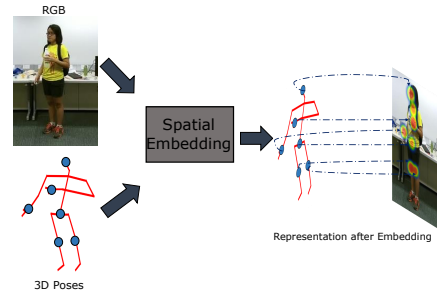 RGB
Spatial
Embedding
Representation after Embedding
3D Poses